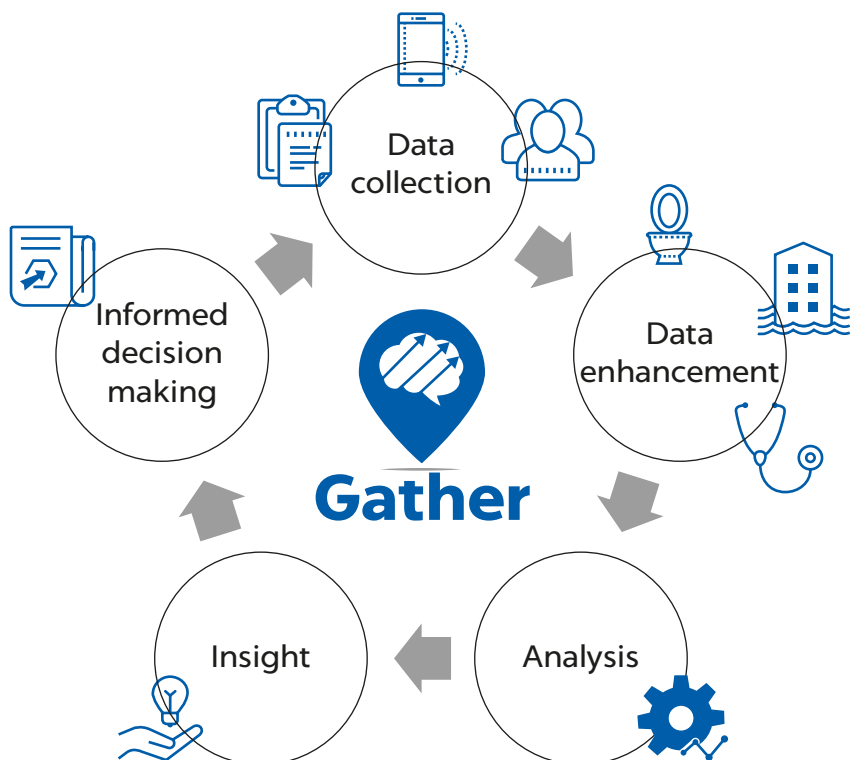 Data
collection
Data
enhancement
Analysis
Insight
Informed
decision
making
Gather